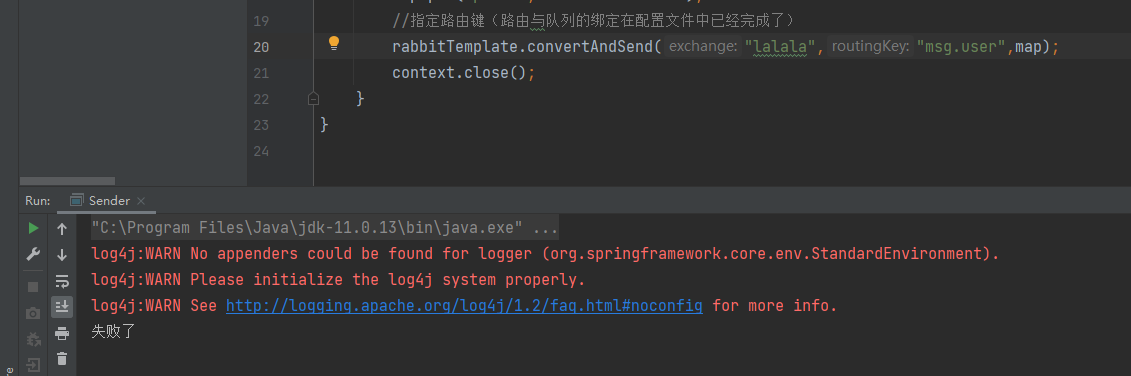 19 //指定路由键（路由与队列的绑定在配置文件中已经完成了）
20 rabbitTemplate.convertAndSend( exchange: "lalala", routingKey: "msg.user",map);
21 context.close();
22 }
23 }
24
Run: Sender
"C:\Program Files\Java\jdk-11.0.13\bin\java.exe" ...
log4j:WARN No appenders could be found for logger (org.springframework.core.env.StandardEnvironment).
log4j:WARN Please initialize the log4j system properly.
log4j:WARN See http://logging.apache.org/log4j/1.2/faq.html#noconfig for more info.
失败了